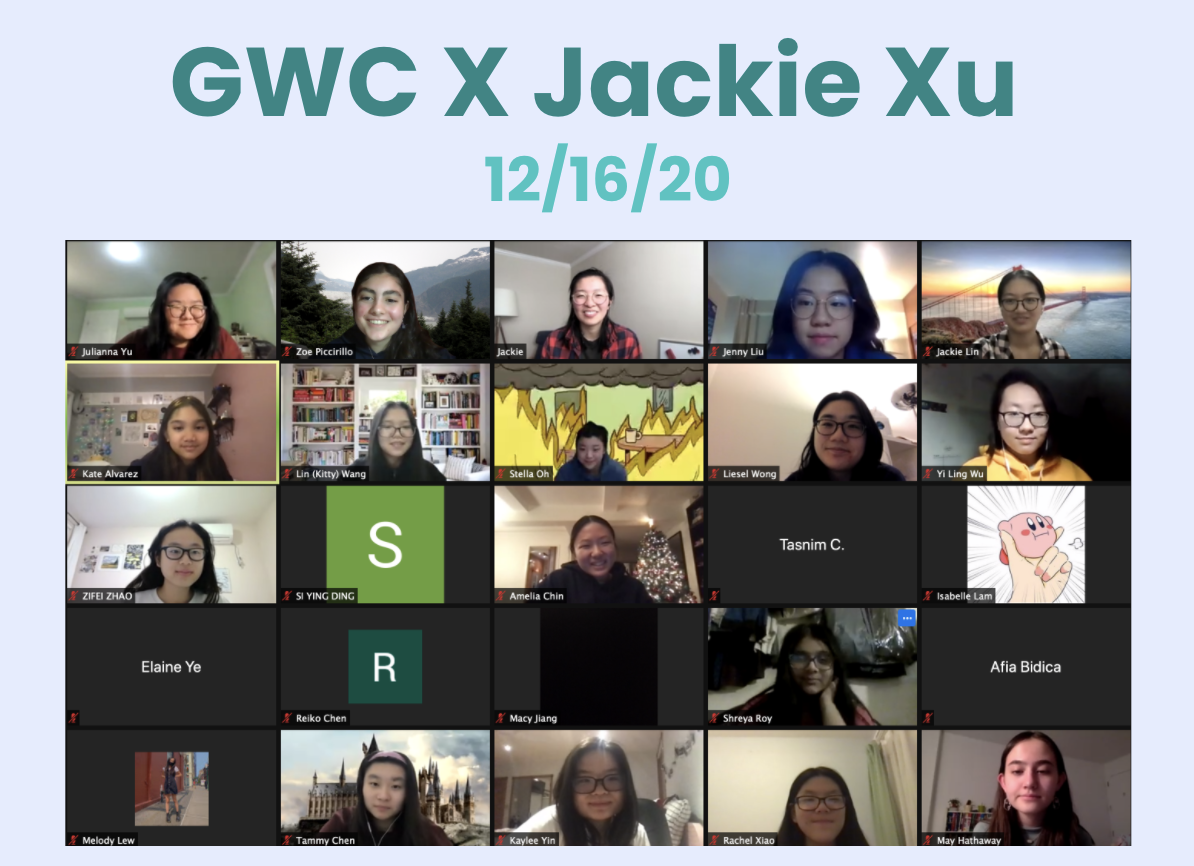 GWC X Jackie Xu
12/16/20
Julianna Yu
Zoe Piccirillo
Jackie
Jenny Liu
Jackie Lin
Kate Alvarez
Lin (Kitty) Wang
Stella Oh
Liesel Wong
Yi Ling Wu
ZIFEI ZHAO
S
SI YING DING
Amelia Chin
Tasnim C.
Isabelle Lam
Elaine Ye
R
Reiko Chen
Macy Jiang
Shreya Roy
Afia Bidica
Melody Lew
Tammy Chen
Kaylee Yin
Rachel Xiao
May Hathaway